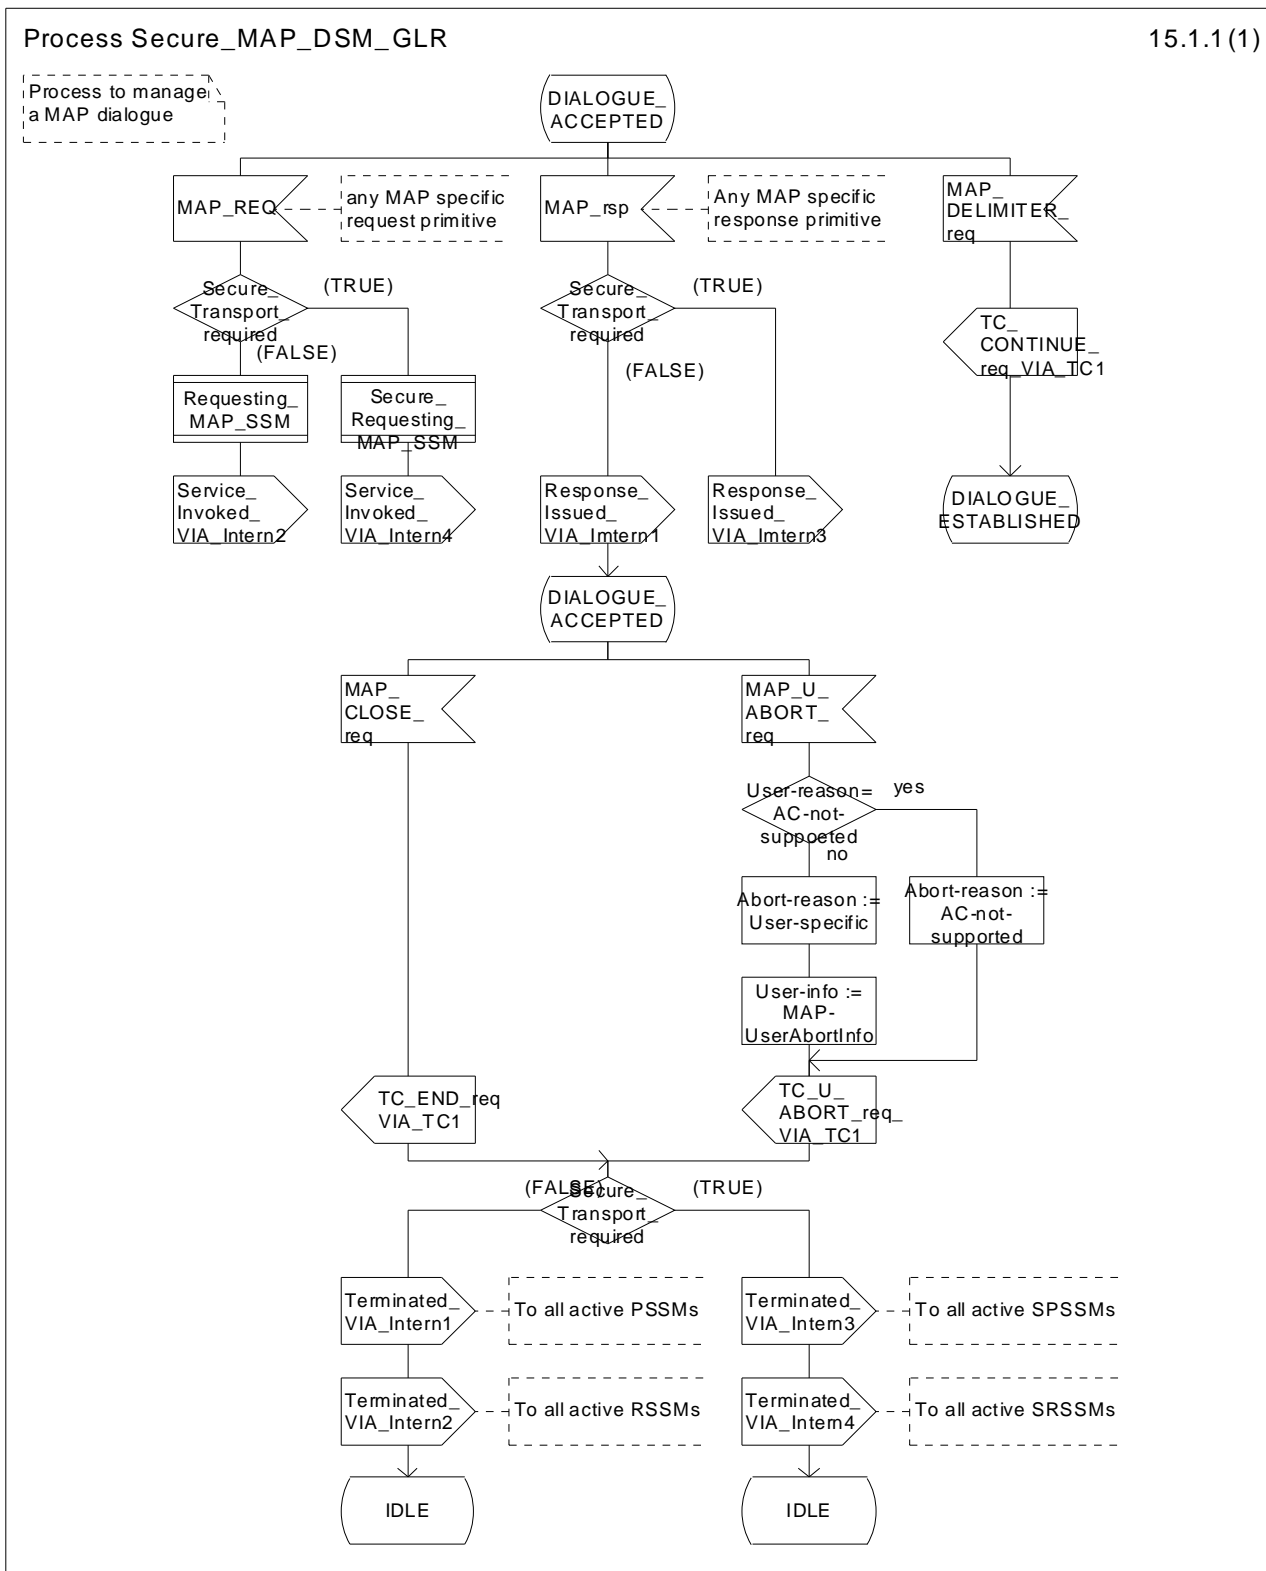 Process Secure_MAP_DSM_GLR
15.1.1(1)
Process to manage
a MAP dialogue
DIALOGUE_
ACCEPTED
MAP_REQ
any MAP specific
request primitive
MAP_rsp
Any MAP specific
response primitive
MAP_
DELIMITER_
req
Secure_
Transport_
required
(TRUE)
(FALSE)
Secure_
Transport_
required
(TRUE)
(FALSE)
TC_
CONTINUE_
req_VIA_TC1
Requesting_
MAP_SSM
Secure_
Requesting_
MAP_SSM
Service_
Invoked_
VIA_Intern2
Service_
Invoked_
VIA_Intern4
Response_
Issued_
VIA_Imtern1
Response_
Issued_
VIA_Imtern3
DIALOGUE_
ESTABLISHED
DIALOGUE_
ACCEPTED
MAP_
CLOSE_
req
MAP_U_
ABORT_
req
User-reason=
AC-not-
suppoeted
yes
no
Abort-reason :=
User-specific
Abort-reason :=
AC-not-
supported
User-info :=
MAP-
UserAbortInfo
TC_END_req
VIA_TC1
TC_U_
ABORT_req_
VIA_TC1
(FALSE)
Secure_
Transport_
required
(TRUE)
Terminated_
VIA_Intern1
To all active PSSMs
Terminated_
VIA_Intern3
To all active SPSSMs
Terminated_
VIA_Intern2
To all active RSSMs
Terminated_
VIA_Intern4
To all active SRSSMs
IDLE
IDLE